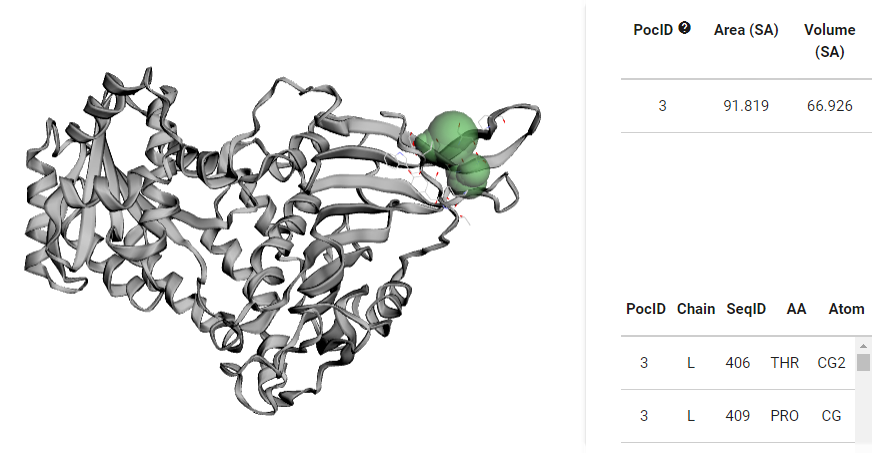 PocID ? Area (SA) Volume
(SA)
3 91.819 66.926
PocID Chain SeqID AA Atom
3 L 406 THR CG2
3 L 409 PRO CG